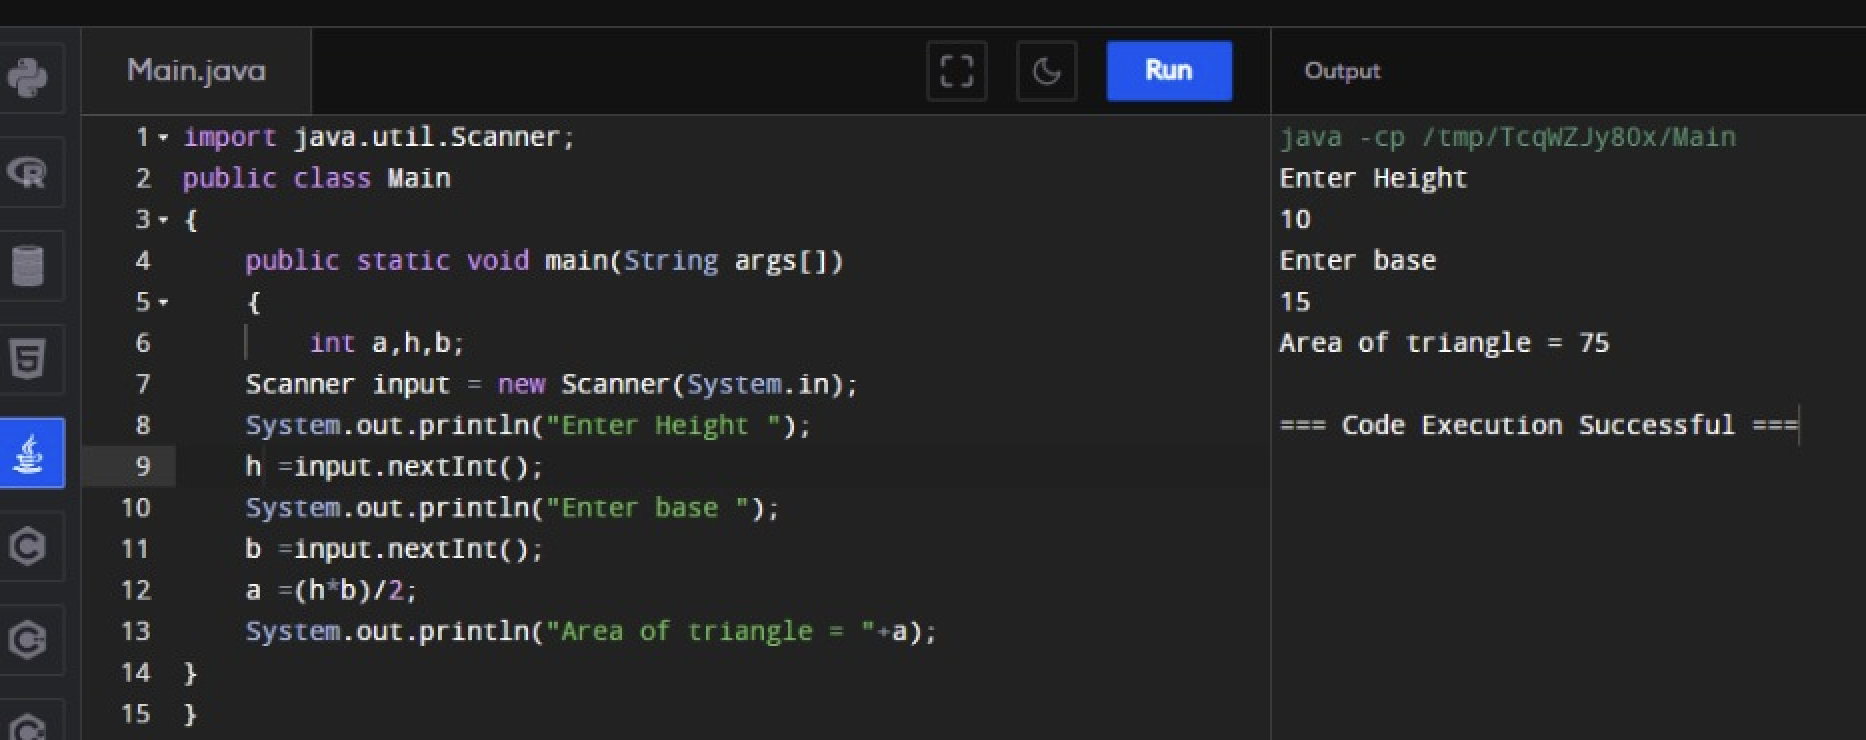 Main.java
Run
Output
1 import java.util.Scanner;
2 public class Main
3 {
4     public static void main(String args[])
5     {
6         int a,h,b;
7     Scanner input = new Scanner(System.in);
8     System.out.println("Enter Height ");
9     h =input.nextInt();
10     System.out.println("Enter base ");
11     b =input.nextInt();
12     a =(h*b)/2;
13     System.out.println("Area of triangle = "+a);
14 }
15 }
java -cp /tmp/TcqWZJy80x/Main
Enter Height
10
Enter base
15
Area of triangle = 75
=== Code Execution Successful ===